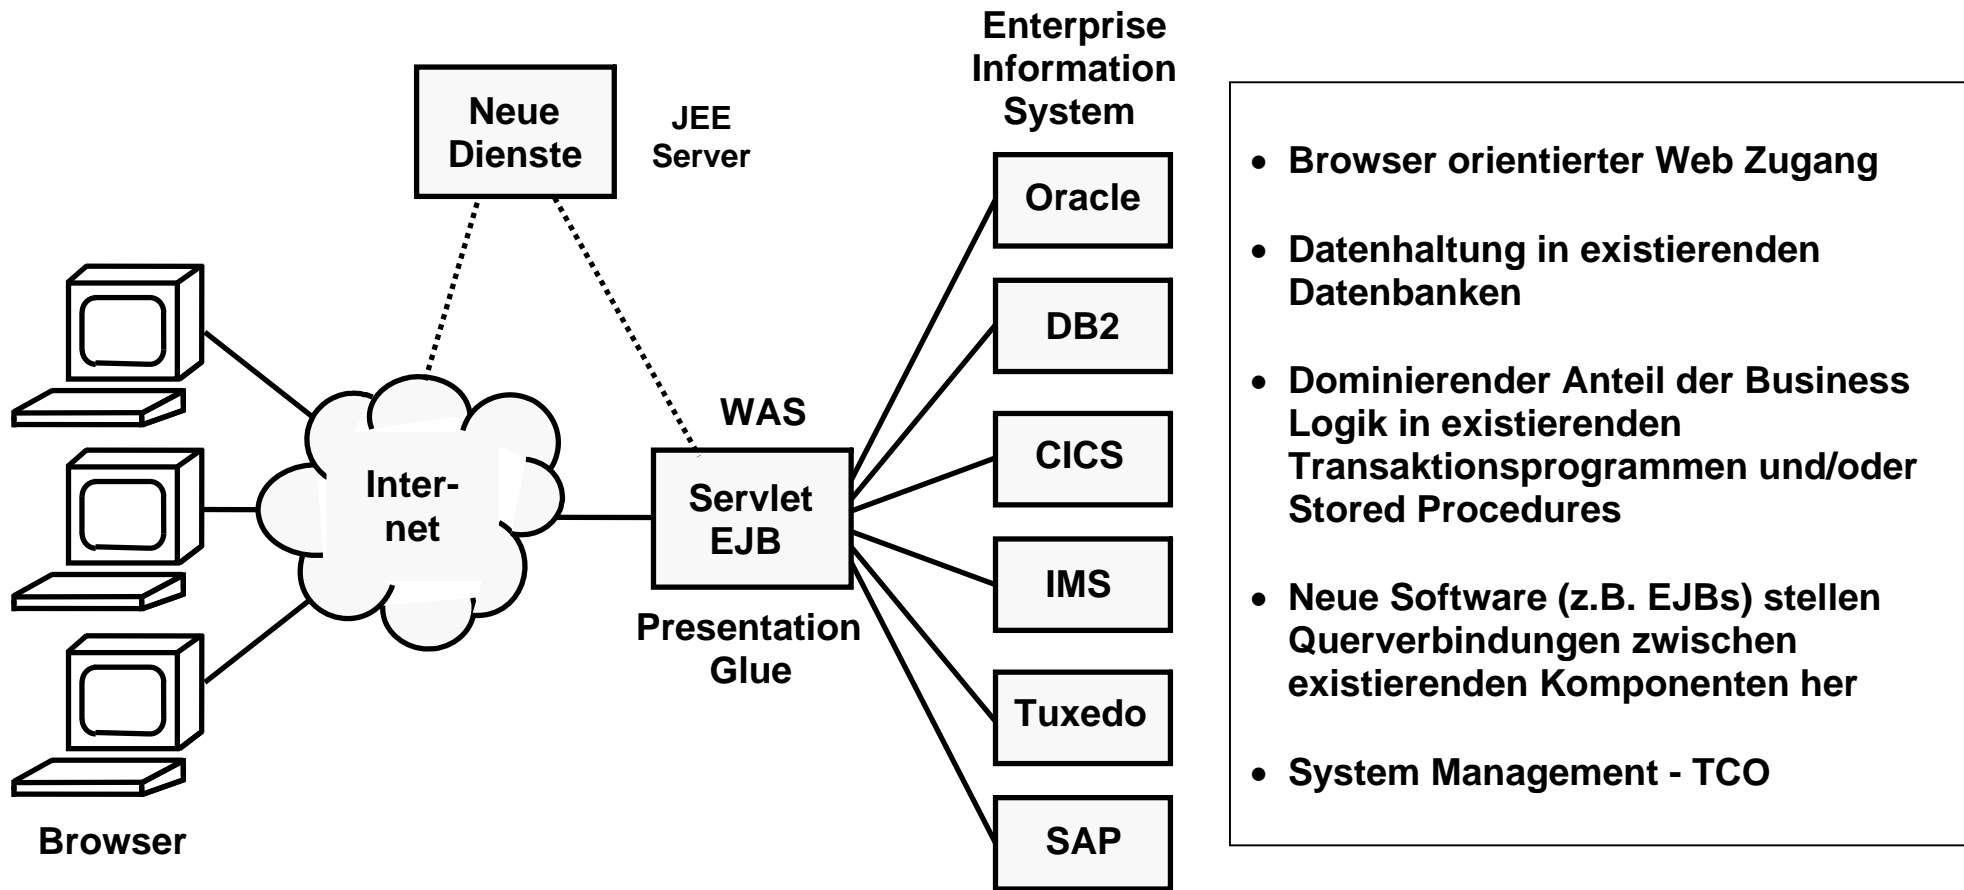 Enterprise
Information
System
Neue
Dienste
JEE
Server
Oracle
DB2
WAS
CICS
Inter-
net
Servlet
EJB
IMS
Presentation
Glue
Tuxedo
SAP
Browser
• Browser orientierter Web Zugang
• Datenhaltung in existierenden
Datenbanken
• Dominierender Anteil der Business
Logik in existierenden
Transaktionsprogrammen und/oder
Stored Procedures
• Neue Software (z.B. EJBs) stellen
Querverbindungen zwischen
existierenden Komponenten her
• System Management - TCO